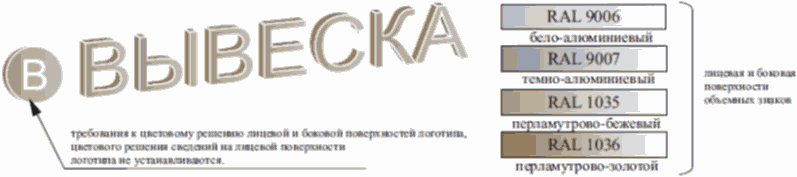 В ВЫВЕСКА
требования к цветовому решению лицевой и боковой поверхностей логотипа,
цветового решения сведений на лицевой поверхности
логотипа не устанавливаются.
RAL 9006
бело-алюминиевый
RAL 9007
темно-алюминиевый
RAL 1035
перламутрово-бежевый
RAL 1036
перламутрово-золотой
лицевая и боковая
поверхности
объемных знаков